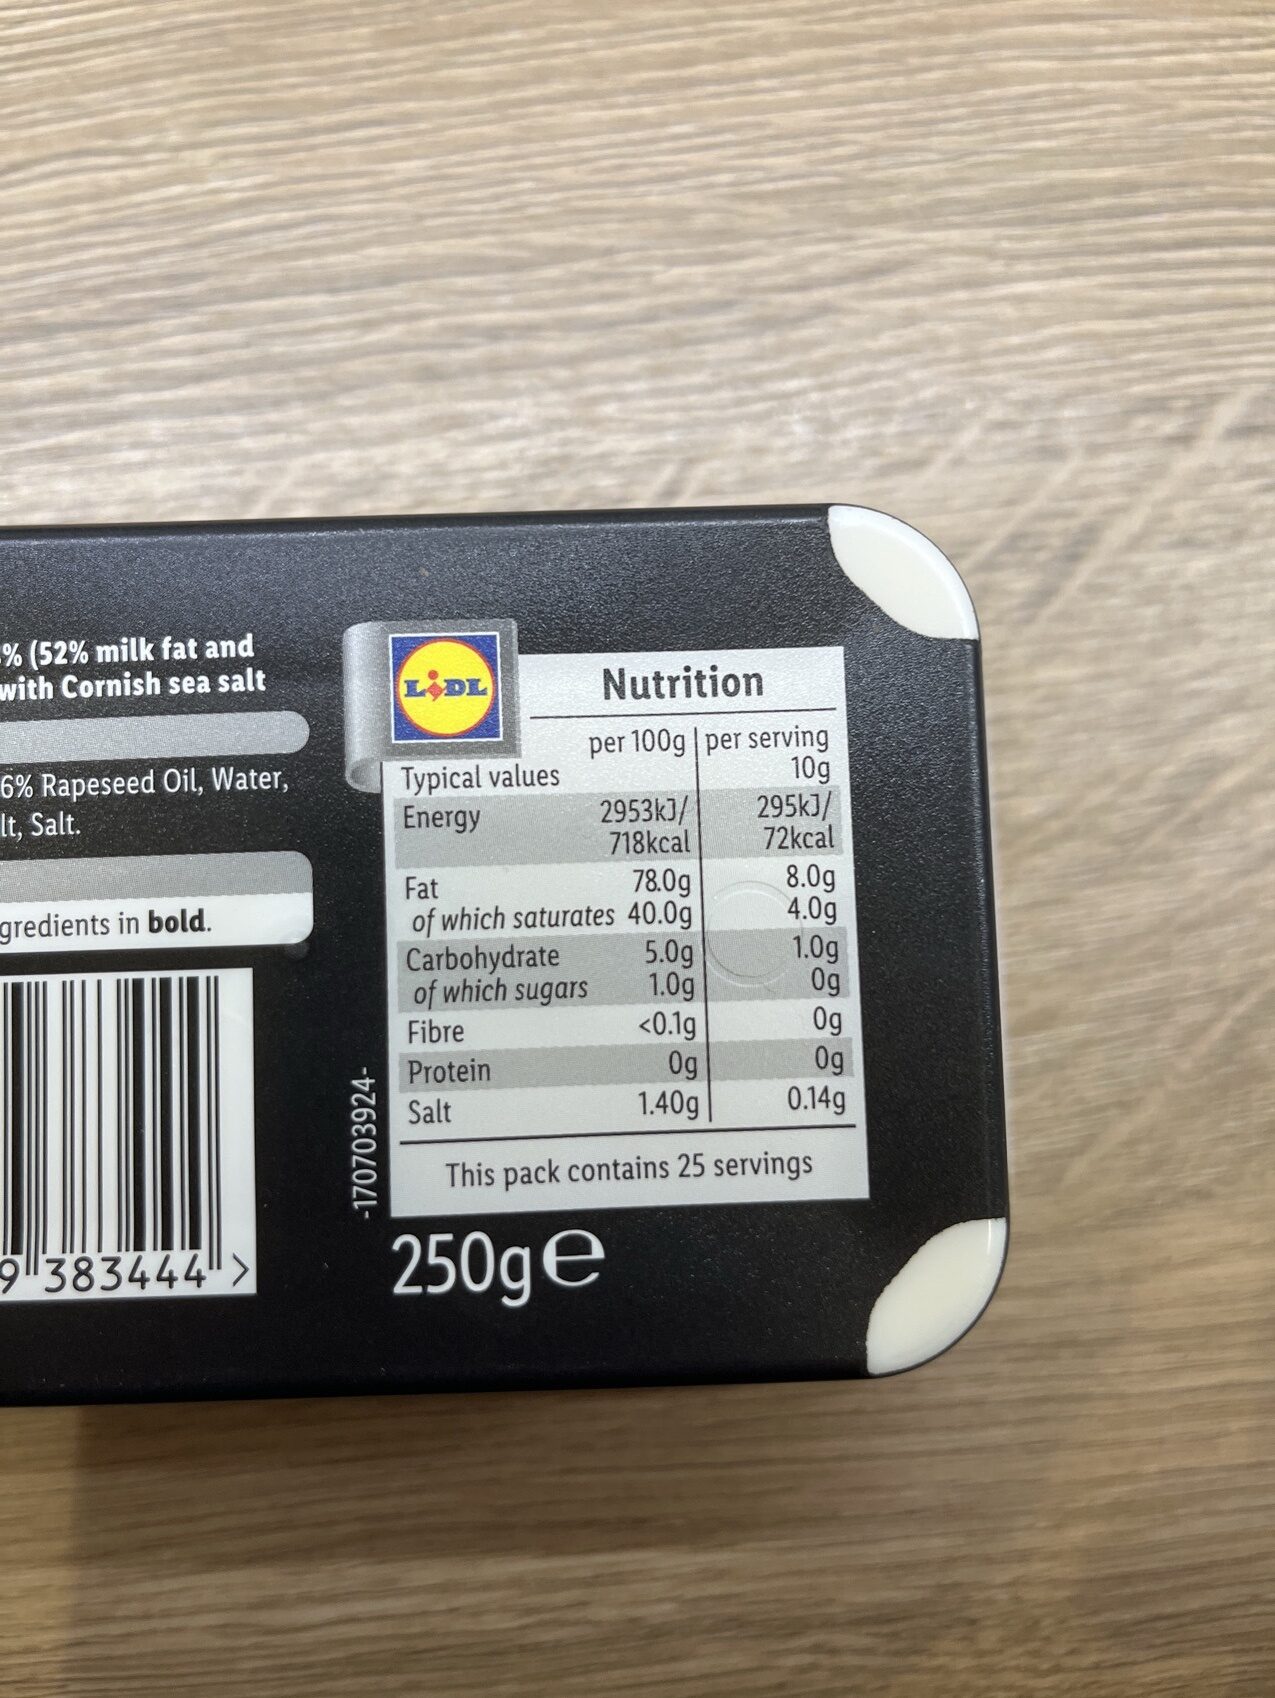 % (52% milk fat and
with Cornish sea salt
6% Rapeseed Oil, Water,
lt, Salt.
gredients in bold.
9 383444 >
-170703924-
LIDL
Nutrition
Typical values per 100g per serving 10g
Energy 2953kJ/ 295kJ/
718kcal 72kcal
Fat 78.0g 8.0g
of which saturates 40.0g 4.0g
Carbohydrate 5.0g 1.0g
of which sugars 1.0g 0g
Fibre <0.1g 0g
Protein 0g 0g
Salt 1.40g 0.14g
This pack contains 25 servings
250g℮